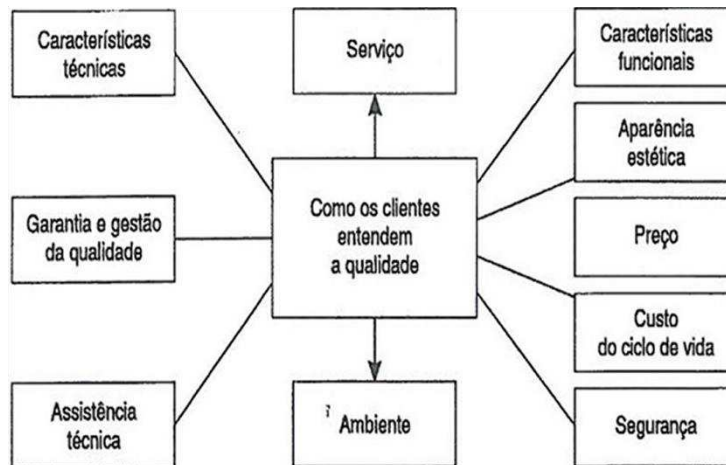 Características
técnicas
Serviço
Características
funcionais
Aparência
estética
Garantia e gestão
da qualidade
Como os clientes
entendem
a qualidade
Preço
Custo
do ciclo de vida
Assistência
técnica
Ambiente
Segurança